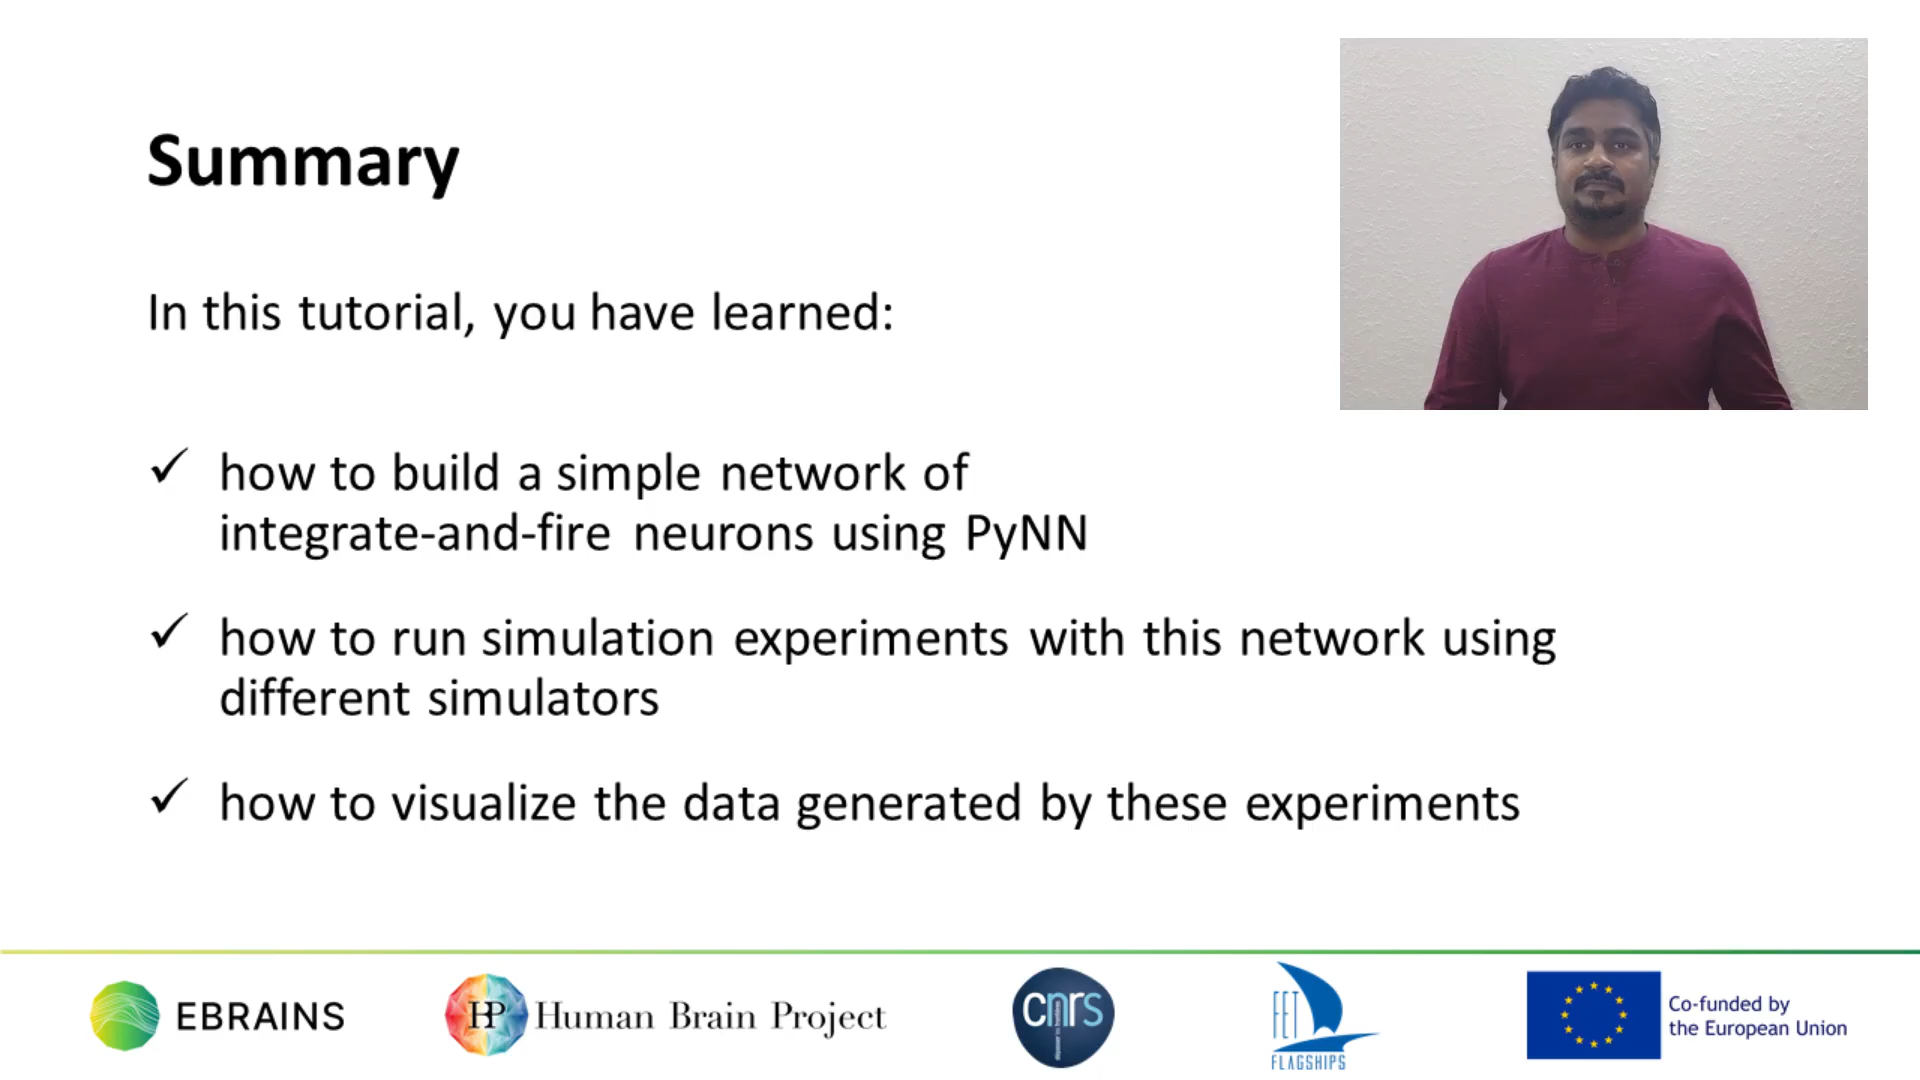 Summary
In this tutorial, you have learned:
✓ how to build a simple network of
integrate-and-fire neurons using PyNN
✓ how to run simulation experiments with this network using
different simulators
✓ how to visualize the data generated by these experiments
EBRAINS
HP Human Brain Project
cnrs
FET
FLAGSHIPS
Co-funded by
the European Union